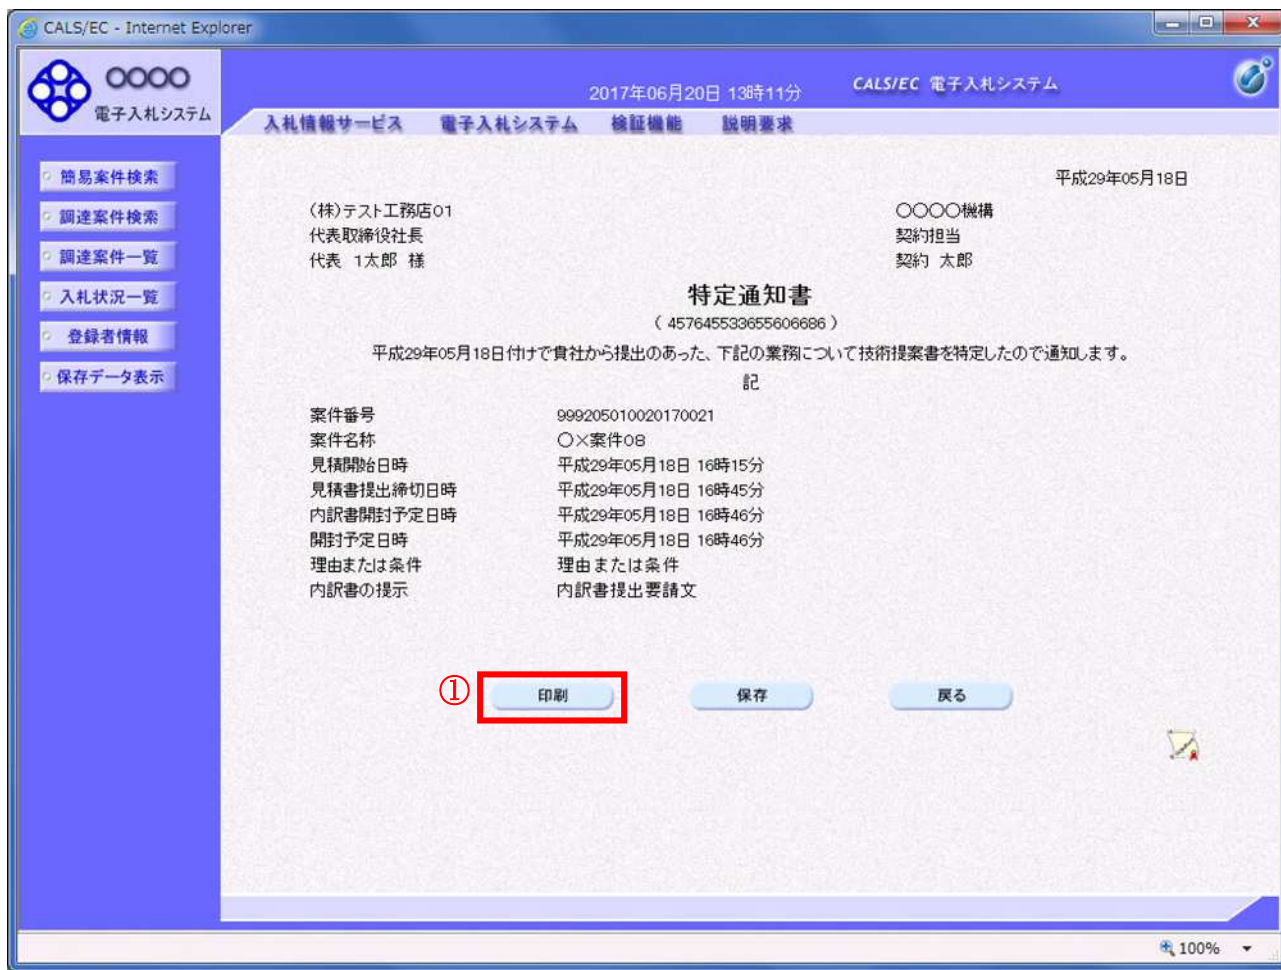 CALS/EC - Internet Explorer
〇〇〇〇
電子入札システム
2017年06月20日 13時11分
CALS/EC 電子入札システム
入札情報サービス 電子入札システム 検証機能 説明要求
簡易案件検索
調達案件検索
調達案件一覧
入札状況一覧
登録者情報
保存データ表示
平成29年05月18日
(株)テスト工務店01
代表取締役社長
代表 1太郎 様
〇〇〇〇機構
契約担当
契約 太郎
特定通知書
( 457645533655606686 )
平成29年05月18日付けで貴社から提出のあった、下記の業務について技術提案書を特定したので通知します。
記
案件番号 999205010020170021
案件名称 〇×案件08
見積開始日時 平成29年05月18日 16時15分
見積書提出締切日時 平成29年05月18日 16時45分
内訳書開封予定日時 平成29年05月18日 16時46分
開封予定日時 平成29年05月18日 16時46分
理由または条件 理由または条件
内訳書の提示 内訳書提出要請文
① 印刷 保存 戻る
100%